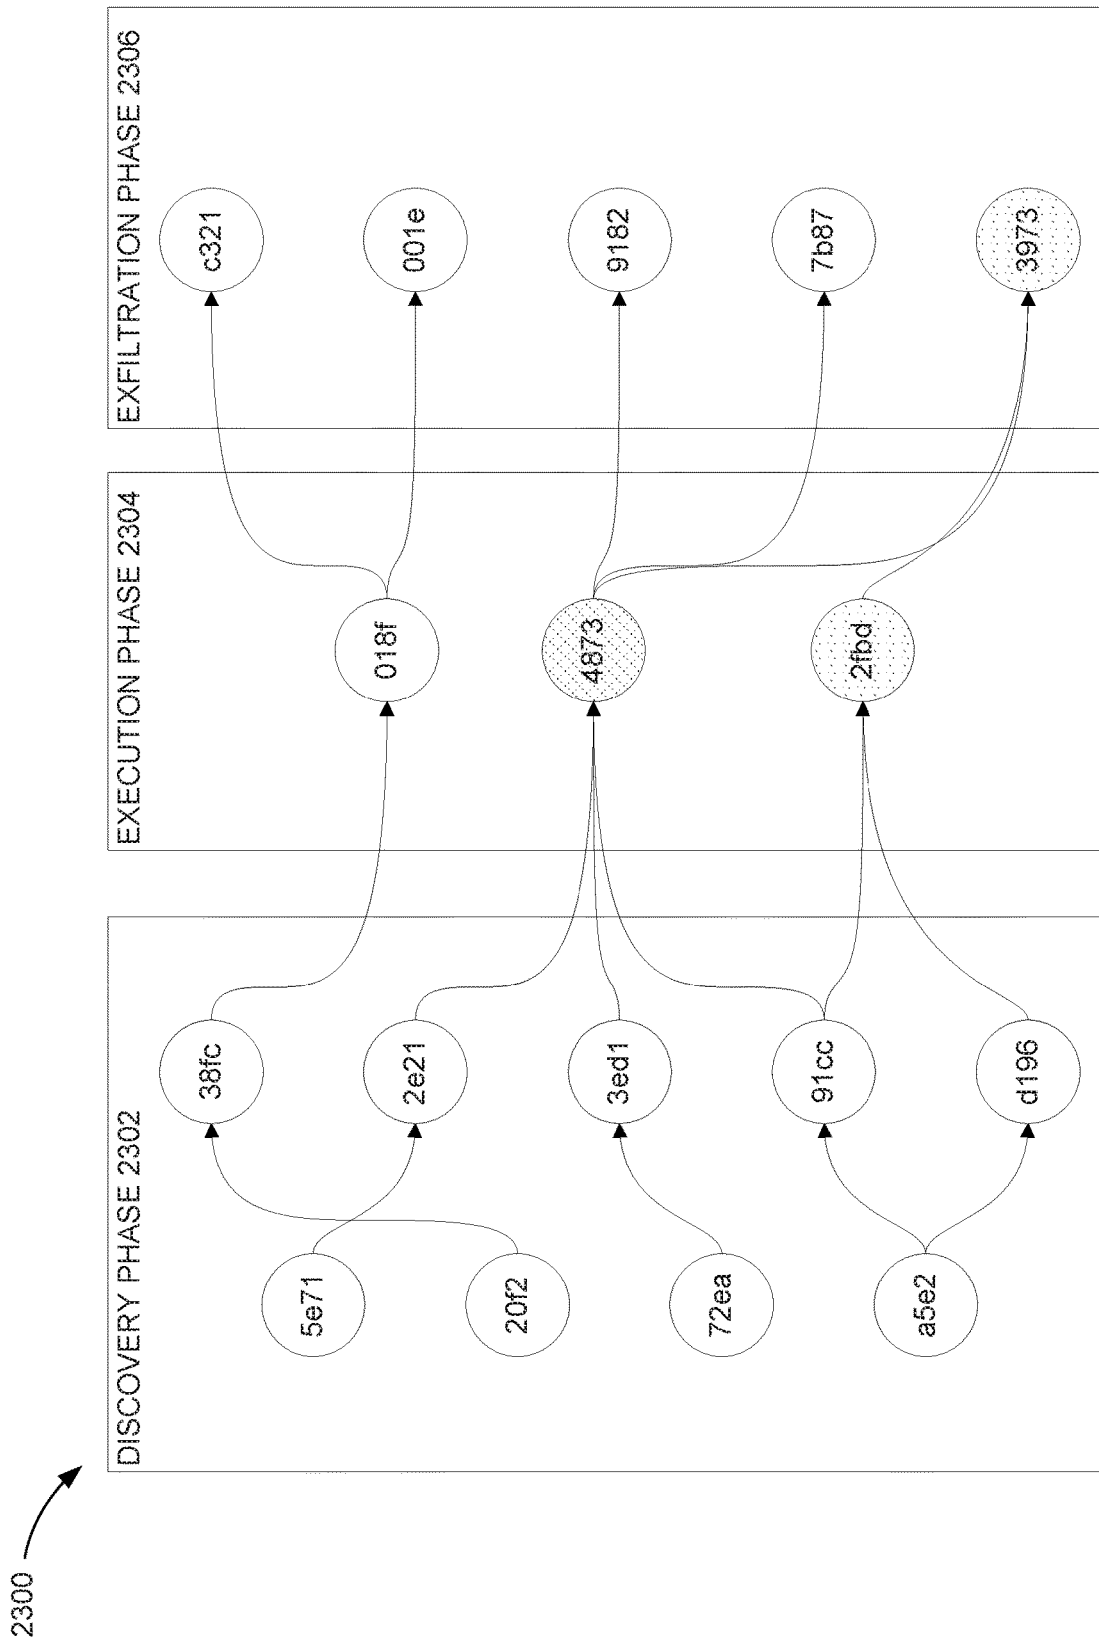 2300
DISCOVERY PHASE 2302
5e71
20f2
72ea
a5e2
38fc
2e21
3ed1
91cc
d196
EXECUTION PHASE 2304
018f
4873
2fbd
EXFILTRATION PHASE 2306
c321
001e
9182
7b87
3973